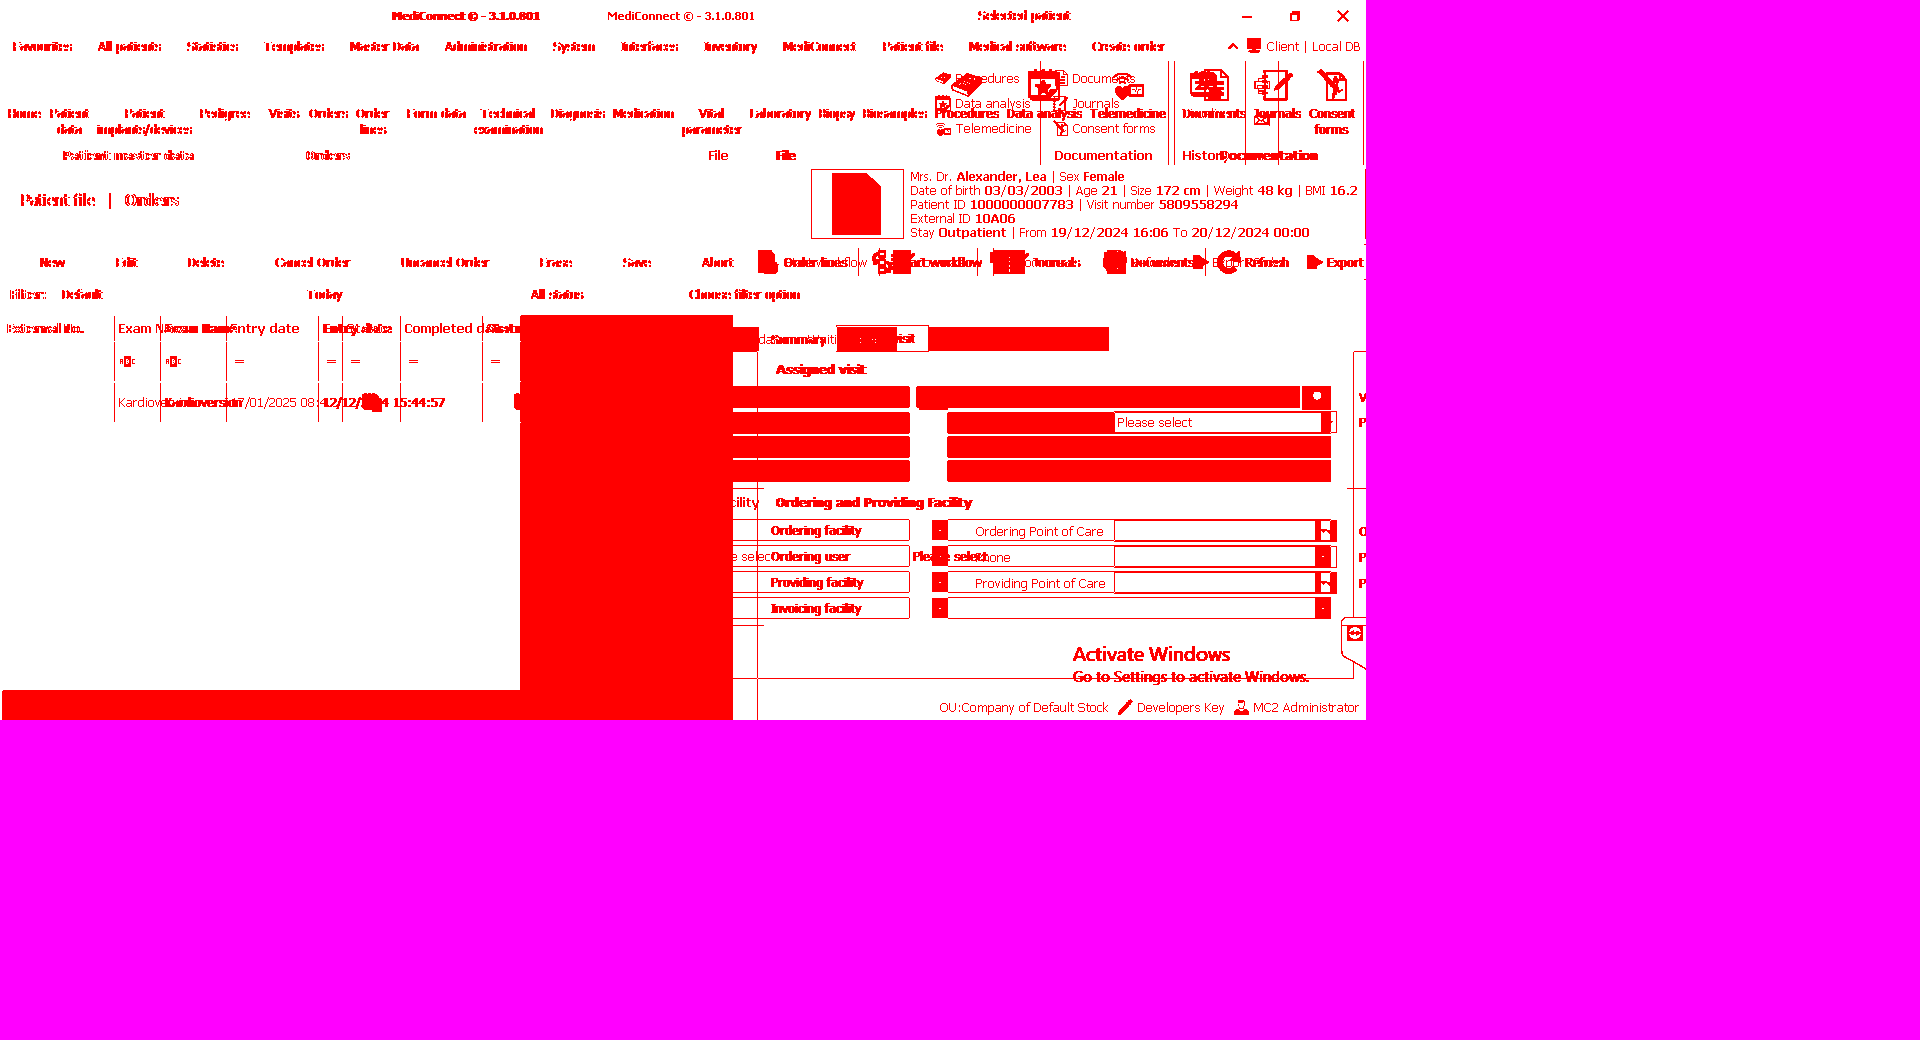 MediConnect © - 3.1.0.801 MediConnect © - 3.1.0.801 Selected patient
Favourites All patients Statistics Templates Master Data Administration System Interfaces Inventory MediConnect Patient file Medical software Create order Client | Local DB
Procedures Documents
Data analysis Journals
Home Patient data Patient implants/devices Pedigree Visits Orders Order lines Form data Technical examination Diagnosis Medication Vital parameter Laboratory Biopsy Biosamples Procedures Data analysis Telemedicine Documents Journals Consent forms
Telemedicine Consent forms
Patient master data Orders File File Documentation History Documentation
Mrs. Dr. Alexander, Lea | Sex Female
Date of birth 03/03/2003 | Age 21 | Size 172 cm | Weight 48 kg | BMI 16.2
Patient file | Orders
Patient ID 1000000007783 | Visit number 5809558294
External ID 10A06
Stay Outpatient | From 19/12/2024 16:06 To 20/12/2024 00:00
New Edit Delete Cancel Order Uncancel Order Erase Save Abort Order lines Start workflow Journals Documents Refresh Export
Filter: Default Today All status Choose filter option
External No. Exam Name Entry date Entry date Completed date
= = = = =
Kardioversion Kardioversion 17/01/2025 08:4 12/12/2024 15:44:57
Summary visit
Assigned visit
Please select
Ordering and Providing Facility
Ordering facility Ordering Point of Care
Ordering user Please select Phone
Providing facility Providing Point of Care
Invoicing facility
Activate Windows
Go to Settings to activate Windows.
OU:Company of Default Stock Developers Key MC2 Administrator